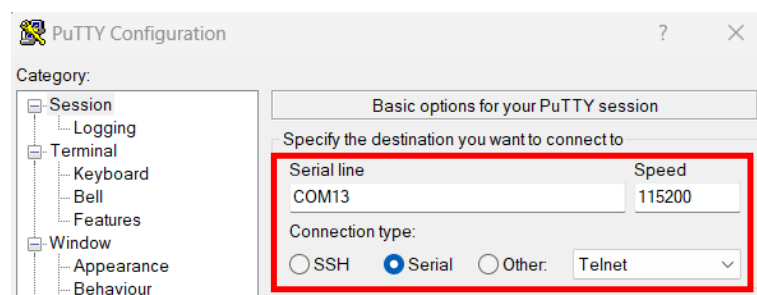 PuTTY Configuration
Category:
Session
Logging
Terminal
Keyboard
Bell
Features
Window
Appearance
Behaviour
Basic options for your PuTTY session
Specify the destination you want to connect to
Serial line Speed
COM13 115200
Connection type:
SSH Serial Other: Telnet